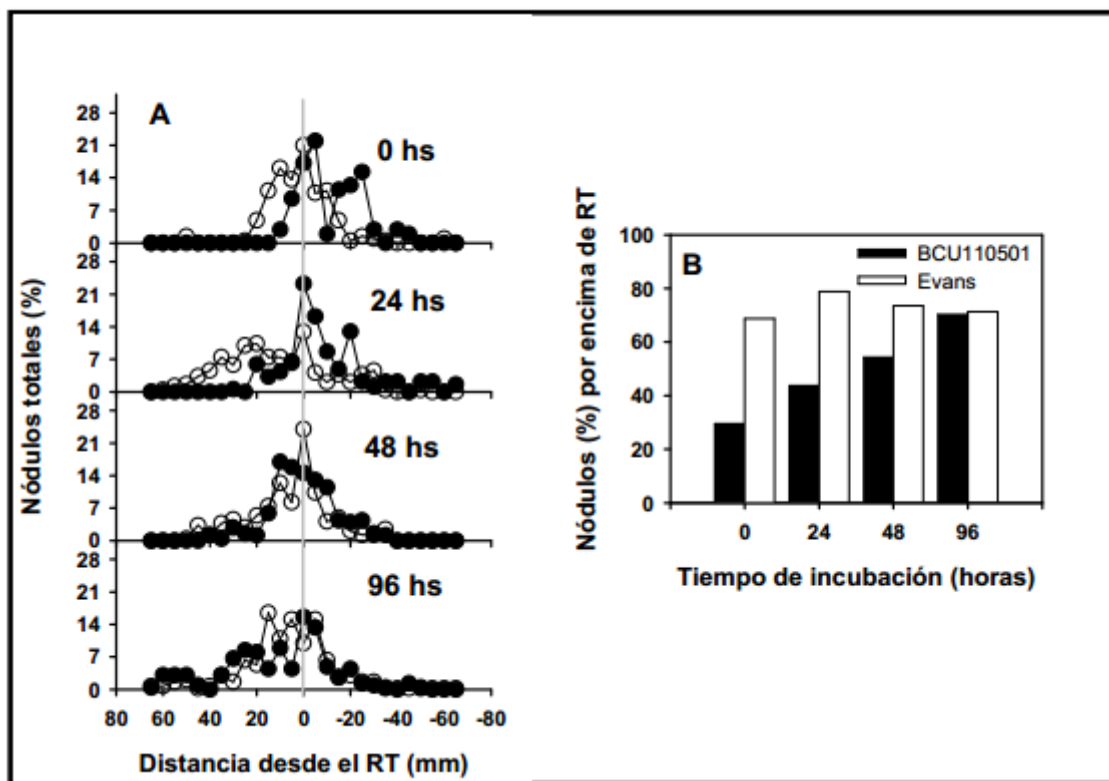 A
0 hs
28
21
14
7
0
24 hs
28
21
14
7
0
48 hs
28
21
14
7
0
96 hs
28
21
14
7
0
80 60 40 20 0 -20 -40 -60 -80
Nódulos totales (%)
Distancia desde el RT (mm)
B
BCU110501
Evans
100
80
60
40
20
0
0 24 48 96
Nódulos (%) por encima de RT
Tiempo de incubación (horas)